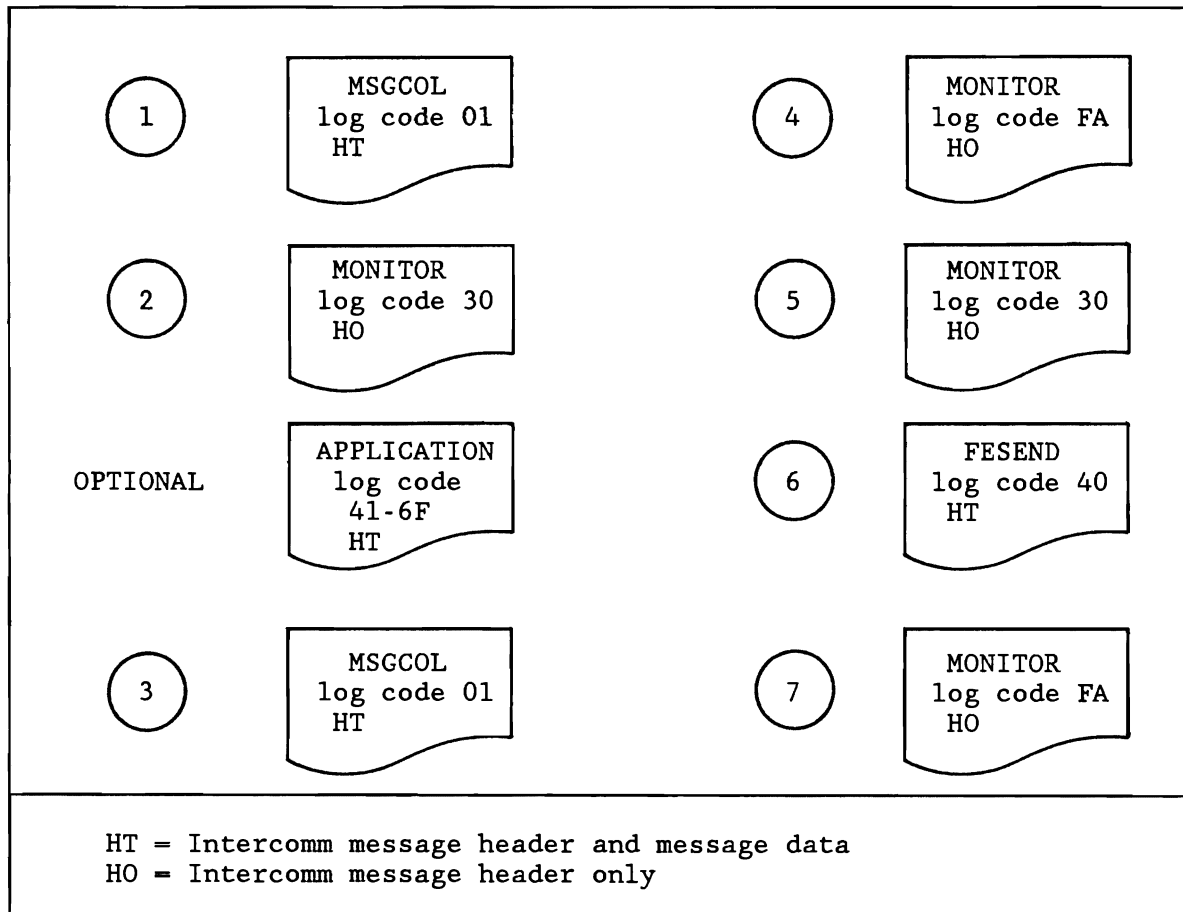 1
MSGCOL
log code 01
HT
2
MONITOR
log code 30
HO
OPTIONAL
APPLICATION
log code
41-6F
HT
3
MSGCOL
log code 01
HT
4
MONITOR
log code FA
HO
5
MONITOR
log code 30
HO
6
FESEND
log code 40
HT
7
MONITOR
log code FA
HO
HT = Intercomm message header and message data
HO = Intercomm message header only